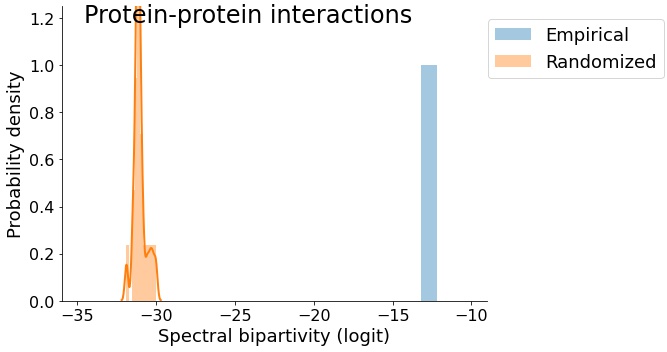 Protein-protein interactions
Empirical
Randomized
Probability density
1.2
1.0
0.8
0.6
0.4
0.2
0.0
−35 −30 −25 −20 −15 −10
Spectral bipartivity (logit)